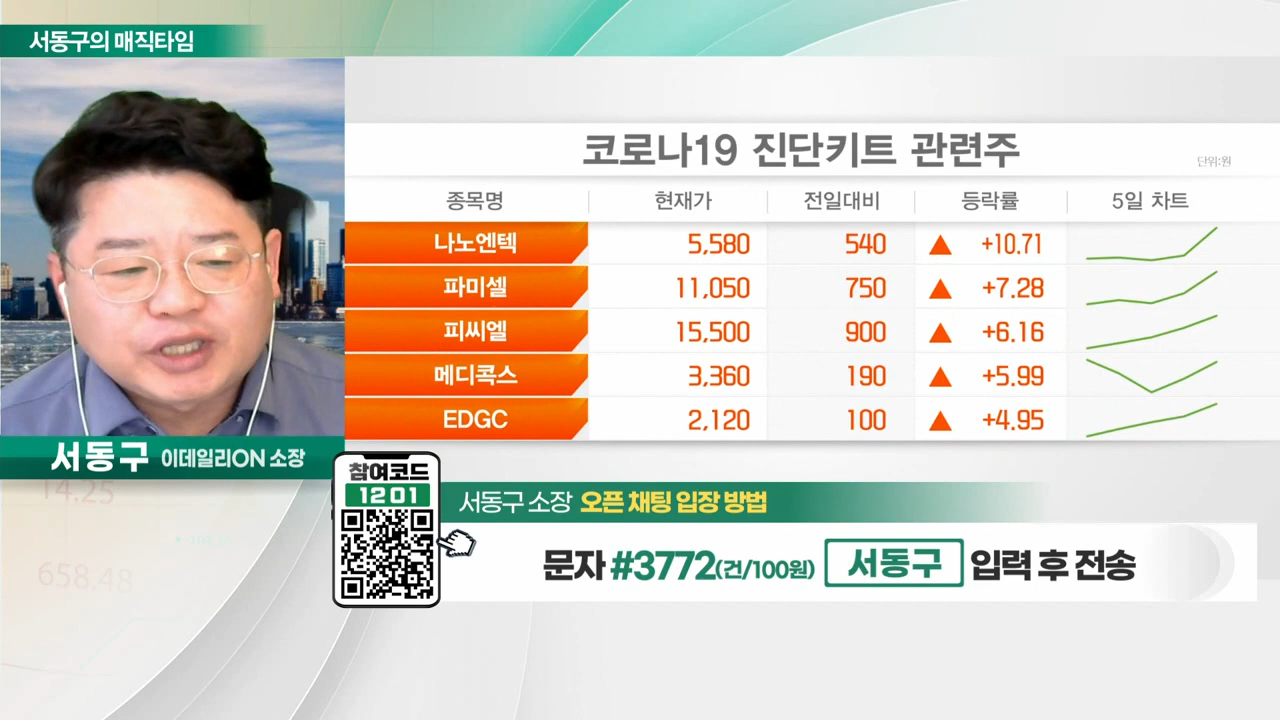 서동구의 매직타임
코로나19 진단키트 관련주
단위:원
종목명 현재가 전일대비 등락률 5일 차트
나노엔텍 5,580 540 ▲ +10.71
파미셀 11,050 750 ▲ +7.28
피씨엘 15,500 900 ▲ +6.16
메디콕스 3,360 190 ▲ +5.99
EDGC 2,120 100 ▲ +4.95
서동구 이데일리ON 소장
14.25
658.48
참여코드
1201
서동구 소장 오픈 채팅 입장 방법
문자 #3772(건/100원) 서동구 입력 후 전송